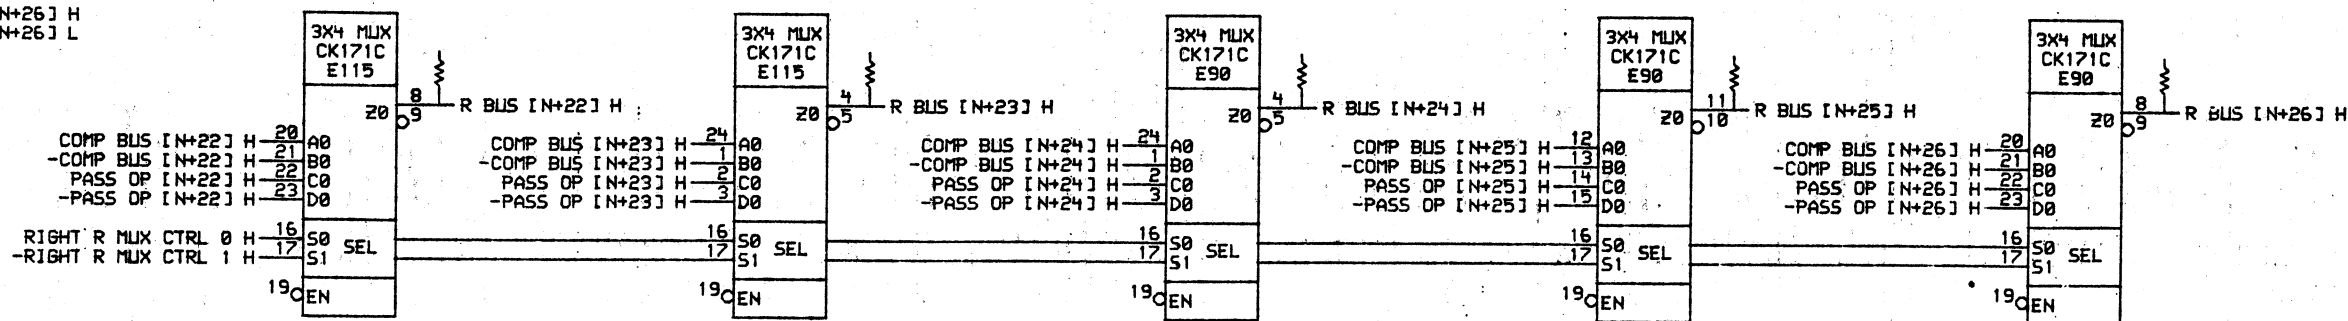 N+26] H
N+26] L
3X4 MUX
CK171C
E115
Z0
8
9
R BUS [N+22] H
COMP BUS [N+22] H 20 A0
-COMP BUS [N+22] H 21 B0
PASS OP [N+22] H 22 C0
-PASS OP [N+22] H 23 D0
RIGHT R MUX CTRL 0 H 16 S0
-RIGHT R MUX CTRL 1 H 17 S1
SEL
19 EN
3X4 MUX
CK171C
E115
Z0
4
5
R BUS [N+23] H
COMP BUS [N+23] H 24 A0
-COMP BUS [N+23] H 1 B0
PASS OP [N+23] H 2 C0
-PASS OP [N+23] H 3 D0
16 S0
17 S1
SEL
19 EN
3X4 MUX
CK171C
E90
Z0
4
5
R BUS [N+24] H
COMP BUS [N+24] H 24 A0
-COMP BUS [N+24] H 1 B0
PASS OP [N+24] H 2 C0
-PASS OP [N+24] H 3 D0
16 S0
17 S1
SEL
19 EN
3X4 MUX
CK171C
E90
Z0
11
10
R BUS [N+25] H
COMP BUS [N+25] H 12 A0
-COMP BUS [N+25] H 13 B0
PASS OP [N+25] H 14 C0
-PASS OP [N+25] H 15 D0
16 S0
17 S1
SEL
19 EN
3X4 MUX
CK171C
E90
Z0
8
9
R BUS [N+26] H
COMP BUS [N+26] H 20 A0
-COMP BUS [N+26] H 21 B0
PASS OP [N+26] H 22 C0
-PASS OP [N+26] H 23 D0
16 S0
17 S1
SEL
19 EN